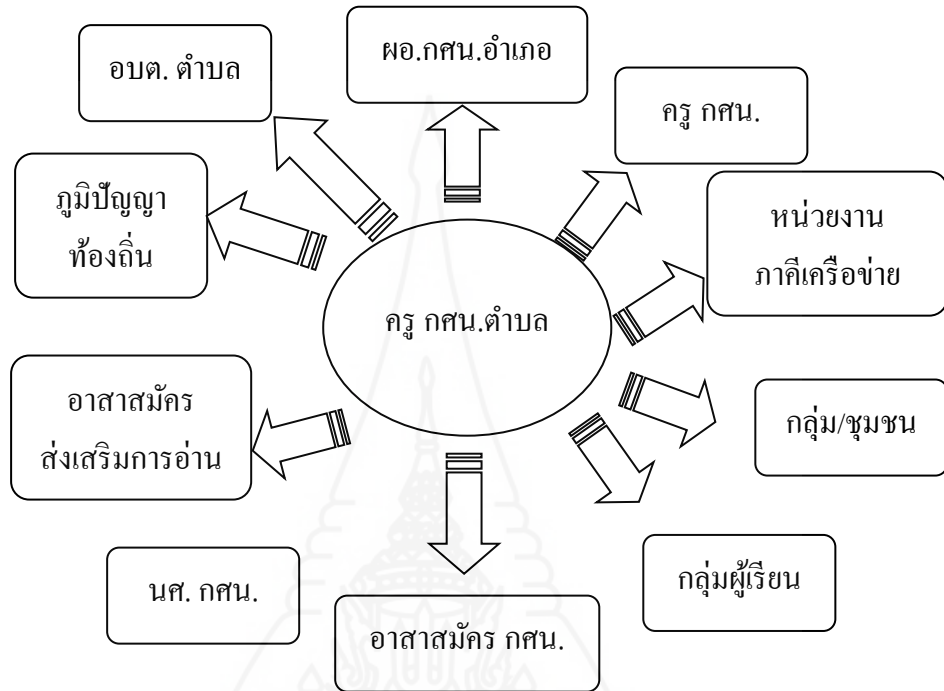 ผอ.กศน.อำเภอ
อบต. ตำบล
ครู กศน.
ภูมิปัญญา
ท้องถิ่น
หน่วยงาน
ภาคีเครือข่าย
ครู กศน.ตำบล
อาสาสมัคร
ส่งเสริมการอ่าน
กลุ่ม/ชุมชน
นศ. กศน.
กลุ่มผู้เรียน
อาสาสมัคร กศน.